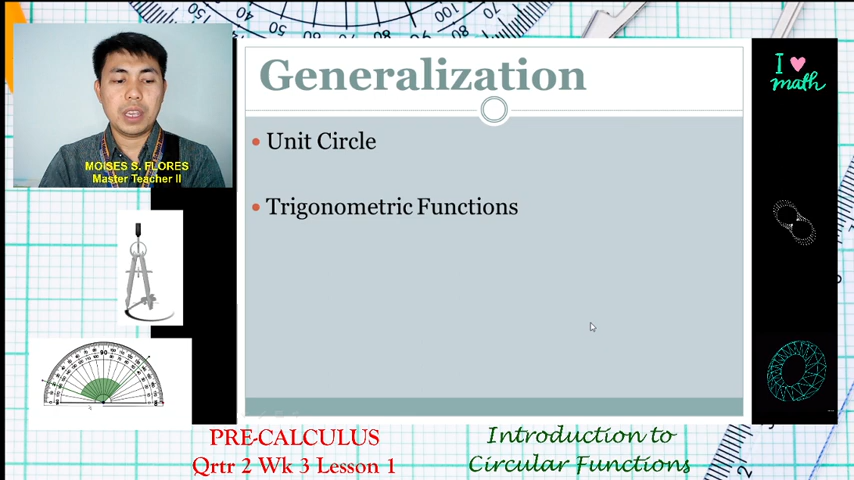 Generalization
I ♥
math
MOISES S. FLORES
Master Teacher II
• Unit Circle
• Trigonometric Functions
PRE-CALCULUS
Qrtr 2 Wk 3 Lesson 1
Introduction to
Circular Functions